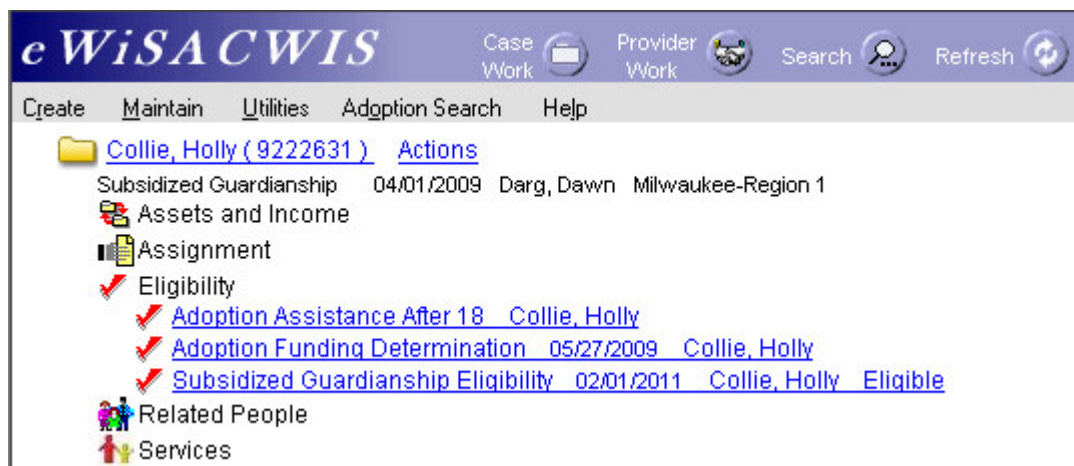 eWiSACWIS Case Work Provider Work Search Refresh
Create Maintain Utilities Adoption Search Help
Collie, Holly ( 9222631 ) Actions
Subsidized Guardianship 04/01/2009 Darg, Dawn Milwaukee-Region 1
Assets and Income
Assignment
Eligibility
Adoption Assistance After 18 Collie, Holly
Adoption Funding Determination 05/27/2009 Collie, Holly
Subsidized Guardianship Eligibility 02/01/2011 Collie, Holly Eligible
Related People
Services